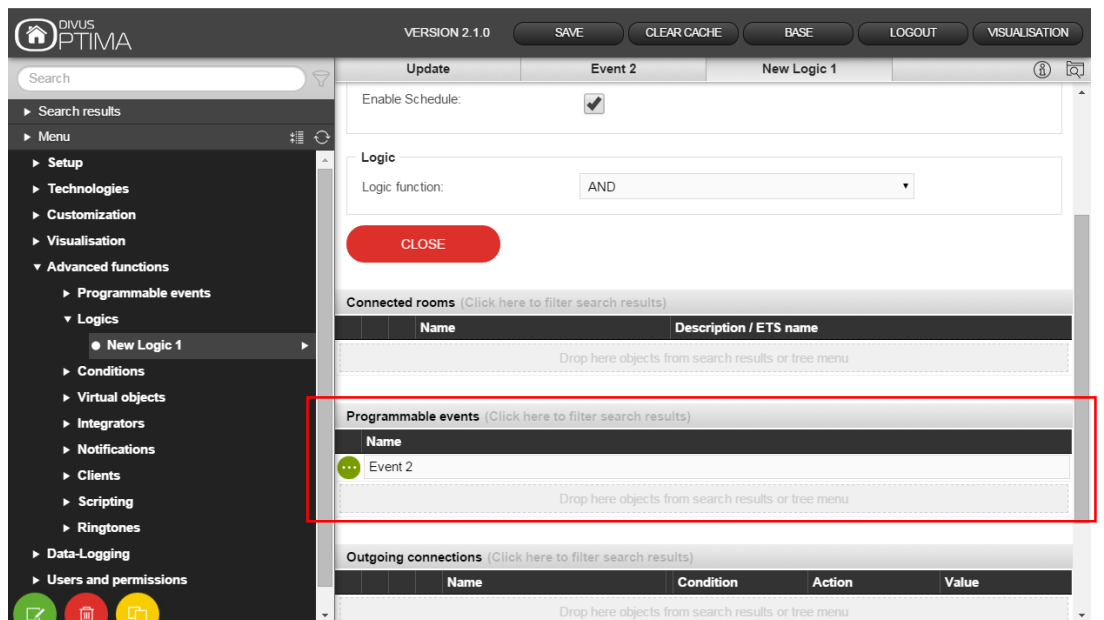 DIVUS
OPTIMA
VERSION 2.1.0
SAVE
CLEAR CACHE
BASE
LOGOUT
VISUALISATION
Search
Update
Event 2
New Logic 1
Search results
Menu
Setup
Technologies
Customization
Visualisation
Advanced functions
Programmable events
Logics
New Logic 1
Conditions
Virtual objects
Integrators
Notifications
Clients
Scripting
Ringtones
Data-Logging
Users and permissions
Enable Schedule:
Logic
Logic function:
AND
CLOSE
Connected rooms (Click here to filter search results)
Name Description / ETS name
Drop here objects from search results or tree menu
Programmable events (Click here to filter search results)
Name
Event 2
Drop here objects from search results or tree menu
Outgoing connections (Click here to filter search results)
Name Condition Action Value
Drop here objects from search results or tree menu